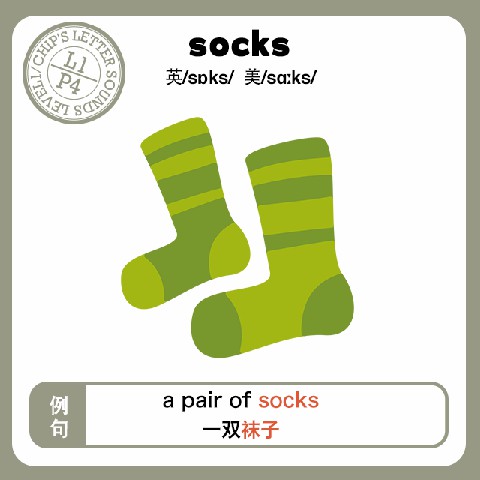 CHIP'S LETTER SOUNDS LEVEL1/
L1
P4
socks
英/sɒks/ 美/sɑːks/
例句
a pair of socks
一双袜子